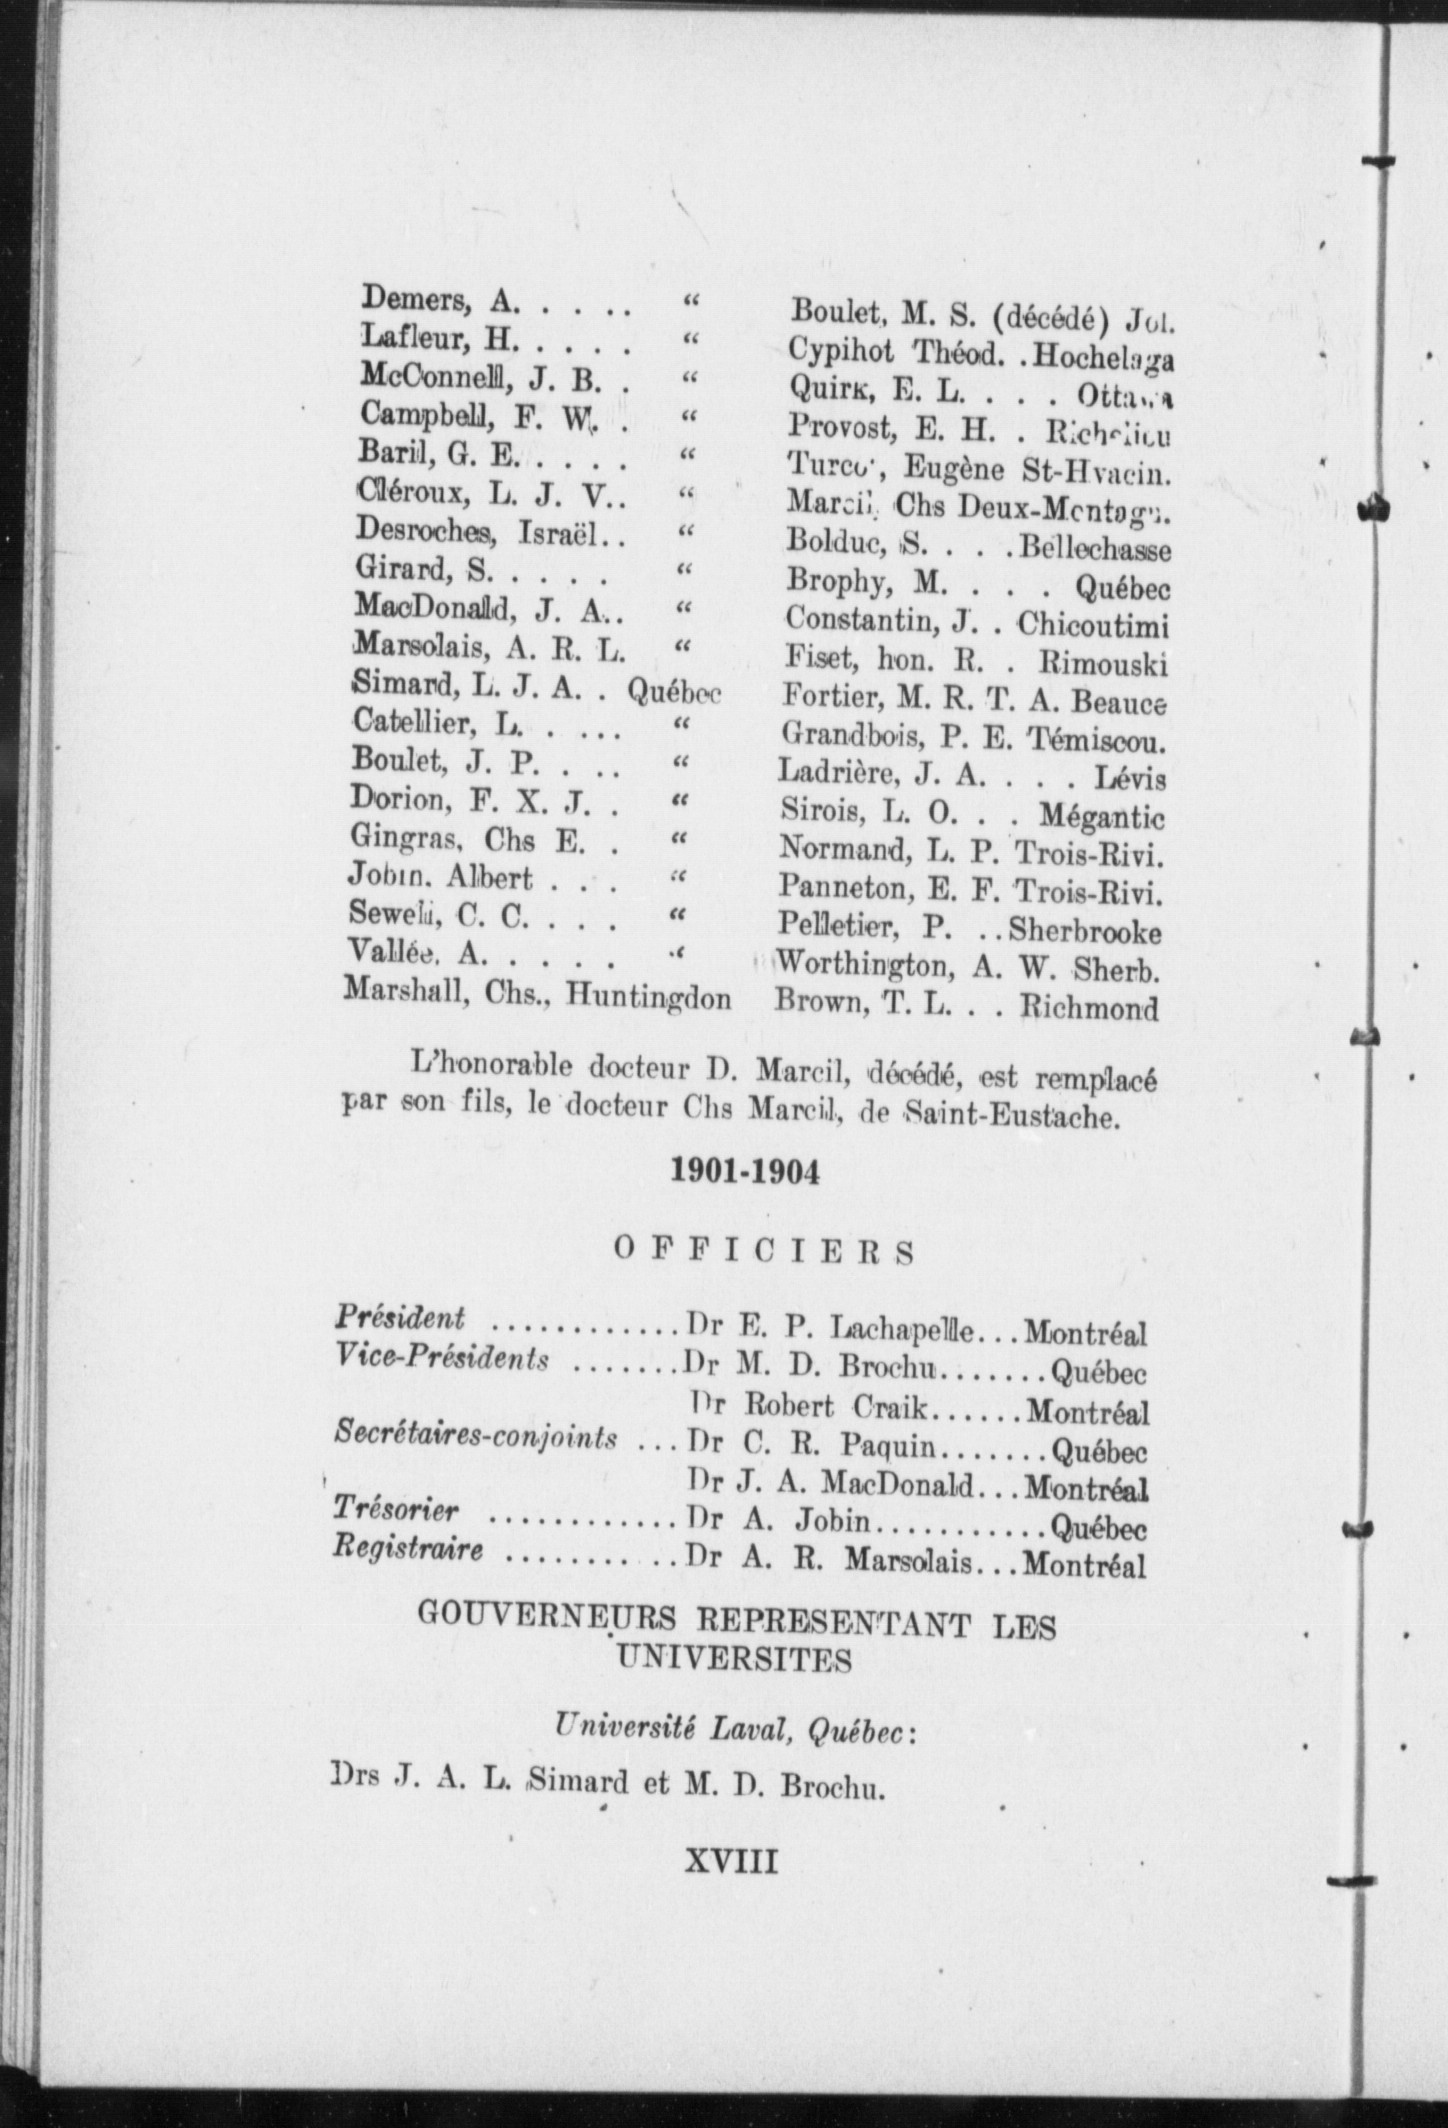 Demers, A. . . . . “
Lafleur, H. . . . . “
McConnell, J. B. . “
Campbell, F. W. . “
Baril, G. E. . . . . “
Cléroux, L. J. V.. “
Desroches, Israël.. “
Girard, S. . . . . “
MacDonald, J. A.. “
Marsolais, A. R. L. “
Simard, L. J. A. . Québec
Catellier, L. . ... “
Boulet, J. P. . .. “
Dorion, F. X. J. . “
Gingras, Chs E. . “
Jobin. Albert . . . “
Sewell, C. C. . . . “
Vallée, A. . . . . “
Marshall, Chs., Huntingdon
Boulet, M. S. (décédé) Jol.
Cypihot Théod. . Hochelaga
Quirk, E. L. . . . Ottawa
Provost, E. H. . Richelieu
Turcot, Eugène St-Hyacin.
Marcil, Chs Deux-Montagn.
Bolduc, S. . . . Bellechasse
Brophy, M. . . . Québec
Constantin, J. . Chicoutimi
Fiset, hon. R. . Rimouski
Fortier, M. R. T. A. Beauce
Grandbois, P. E. Témiscou.
Ladrière, J. A. . . . Lévis
Sirois, L. O. . . Mégantic
Normand, L. P. Trois-Rivi.
Panneton, E. F. Trois-Rivi.
Pelletier, P. . . Sherbrooke
Worthington, A. W. Sherb.
Brown, T. L. . . Richmond
L’honorable docteur D. Marcil, décédé, est remplacé
par son fils, le docteur Chs Marcil, de Saint-Eustache.
1901-1904
OFFICIERS
Président ............Dr E. P. Lachapelle...Montréal
Vice-Présidents .......Dr M. D. Brochu.......Québec
Dr Robert Craik......Montréal
Secrétaires-conjoints ...Dr C. R. Paquin.......Québec
Dr J. A. MacDonald...Montréal
Trésorier ............Dr A. Jobin...........Québec
Registraire ...........Dr A. R. Marsolais...Montréal
GOUVERNEURS REPRESENTANT LES
UNIVERSITES
Université Laval, Québec:
Drs J. A. L. Simard et M. D. Brochu.
XVIII